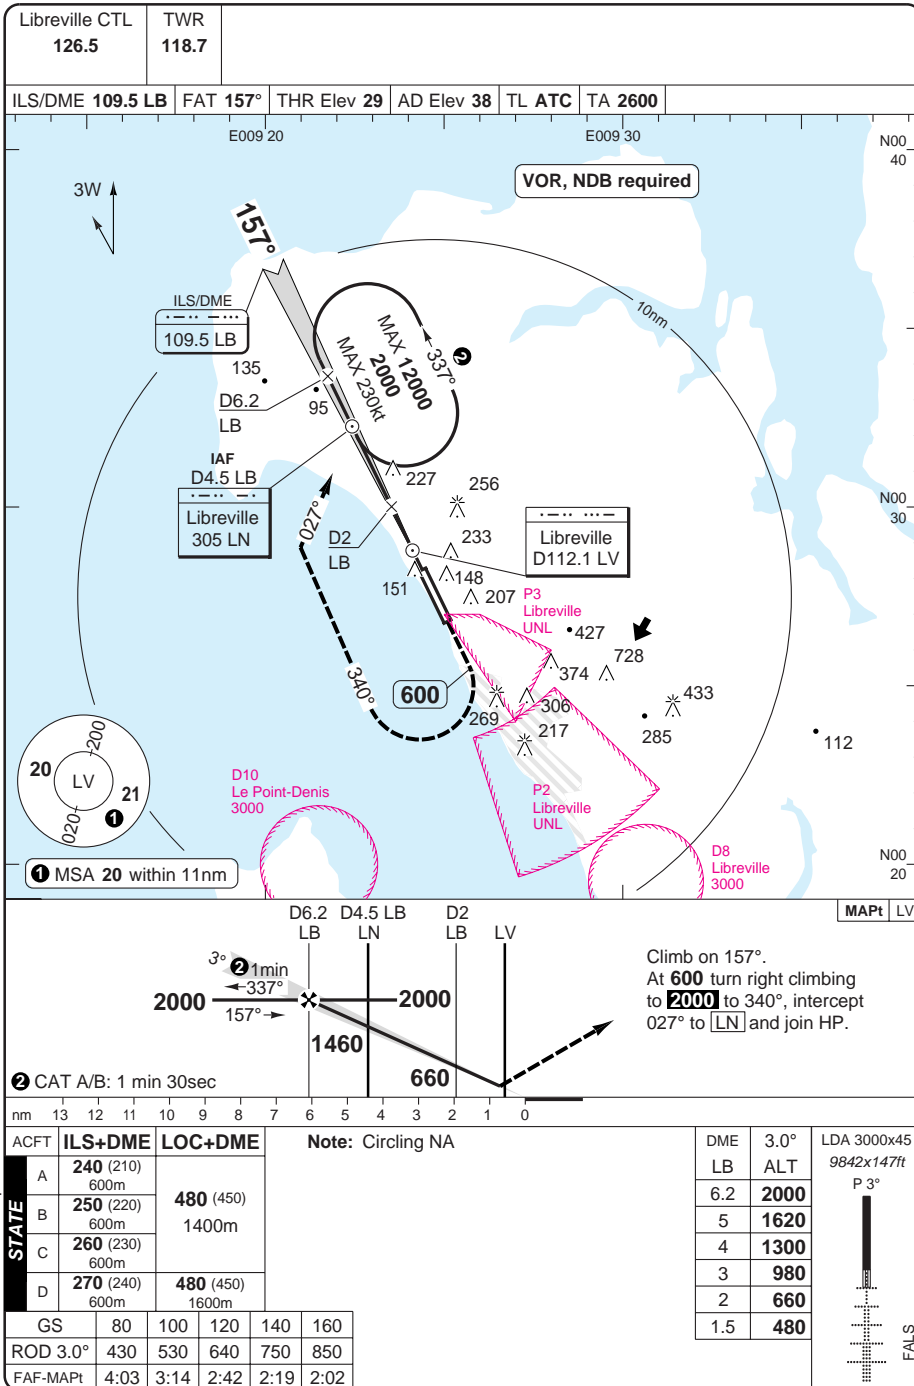 Libreville CTL
126.5
TWR
118.7
ILS/DME 109.5 LB
FAT 157°
THR Elev 29
AD Elev 38
TL ATC
TA 2600
E009 20
E009 30
N00
40
VOR, NDB required
3W
157°
10nm
ILS/DME
109.5 LB
MAX 12000
2000
MAX 230kt
337°
2
135
95
D6.2
LB
IAF
D4.5 LB
Libreville
305 LN
227
256
N00
30
027°
D2
LB
233
Libreville
D112.1 LV
151
148
207
P3
Libreville
UNL
427
728
374
340°
600
433
306
269
285
217
112
200
20
LV
21
020
1
D10
Le Point-Denis
3000
P2
Libreville
UNL
D8
Libreville
3000
N00
20
1 MSA 20 within 11nm
MAPt LV
D6.2
LB
D4.5 LB
LN
D2
LB
LV
3°
2 1min
337°
2000
2000
157°
1460
660
Climb on 157°.
At 600 turn right climbing
to 2000 to 340°, intercept
027° to LN and join HP.
2 CAT A/B: 1 min 30sec
nm 13 12 11 10 9 8 7 6 5 4 3 2 1 0
ACFT ILS+DME LOC+DME
Note: Circling NA
STATE
A 240 (210)
600m
B 250 (220)
600m
480 (450)
1400m
C 260 (230)
600m
D 270 (240)
600m
480 (450)
1600m
GS 80 100 120 140 160
ROD 3.0° 430 530 640 750 850
FAF-MAPt 4:03 3:14 2:42 2:19 2:02
DME 3.0°
LB ALT
6.2 2000
5 1620
4 1300
3 980
2 660
1.5 480
LDA 3000x45
9842x147ft
P 3°
FALS